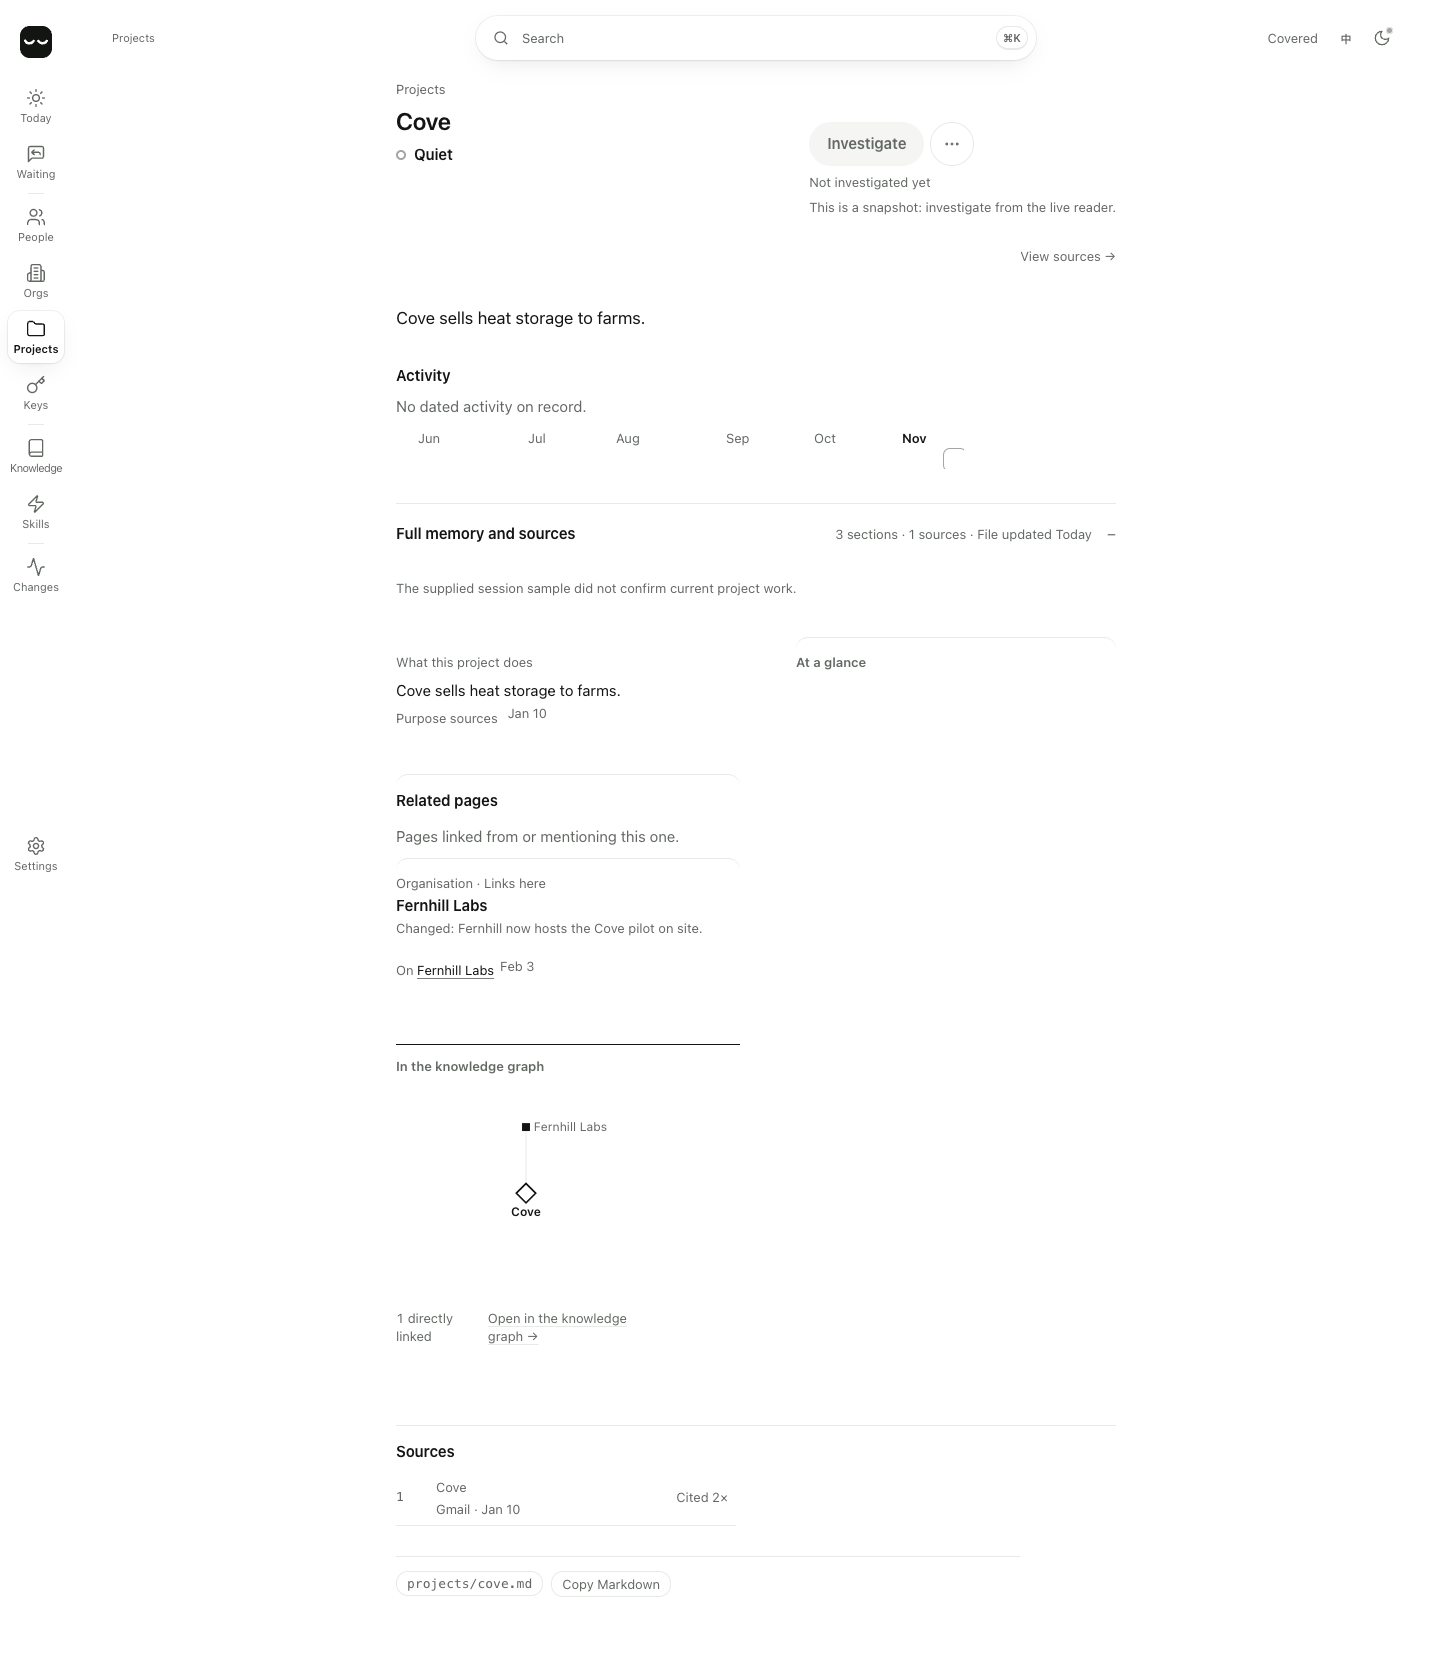 Projects
Search
⌘K
Covered
中
Today
Waiting
People
Orgs
Projects
Keys
Knowledge
Skills
Changes
Settings
Projects
Cove
Quiet
Investigate
Not investigated yet
This is a snapshot: investigate from the live reader.
View sources →
Cove sells heat storage to farms.
Activity
No dated activity on record.
Jun Jul Aug Sep Oct Nov
Full memory and sources
3 sections · 1 sources · File updated Today –
The supplied session sample did not confirm current project work.
What this project does
Cove sells heat storage to farms.
Purpose sources Jan 10
At a glance
Related pages
Pages linked from or mentioning this one.
Organisation · Links here
Fernhill Labs
Changed: Fernhill now hosts the Cove pilot on site.
On Fernhill Labs Feb 3
In the knowledge graph
Fernhill Labs
Cove
1 directly
linked
Open in the knowledge
graph →
Sources
1
Cove
Gmail · Jan 10
Cited 2×
projects/cove.md
Copy Markdown